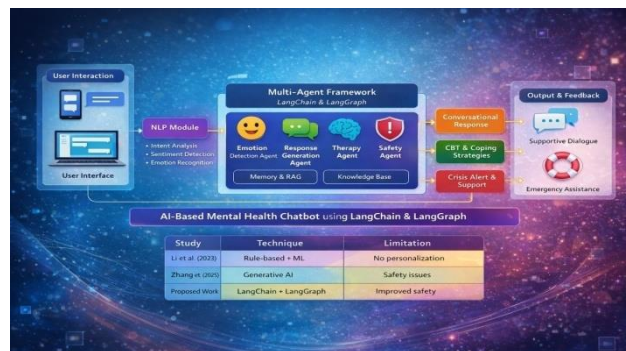 User Interaction
User Interface
NLP Module
• Intent Analysis
• Sentiment Detection
• Emotion Recognition
Multi-Agent Framework
LangChain & LangGraph
Emotion
Detection Agent
Response
Generation
Agent
Therapy
Agent
Safety
Agent
Memory & RAG
Knowledge Base
Conversational
Response
CBT & Coping
Strategies
Crisis Alert &
Support
Output & Feedback
Supportive Dialogue
Emergency Assistance
AI-Based Mental Health Chatbot using LangChain & LangGraph
Study Technique Limitation
Li et al. (2023) Rule-based + ML No personalization
Zhang et (2025) Generative AI Safety issues
Proposed Work LangChain + LangGraph Improved safety